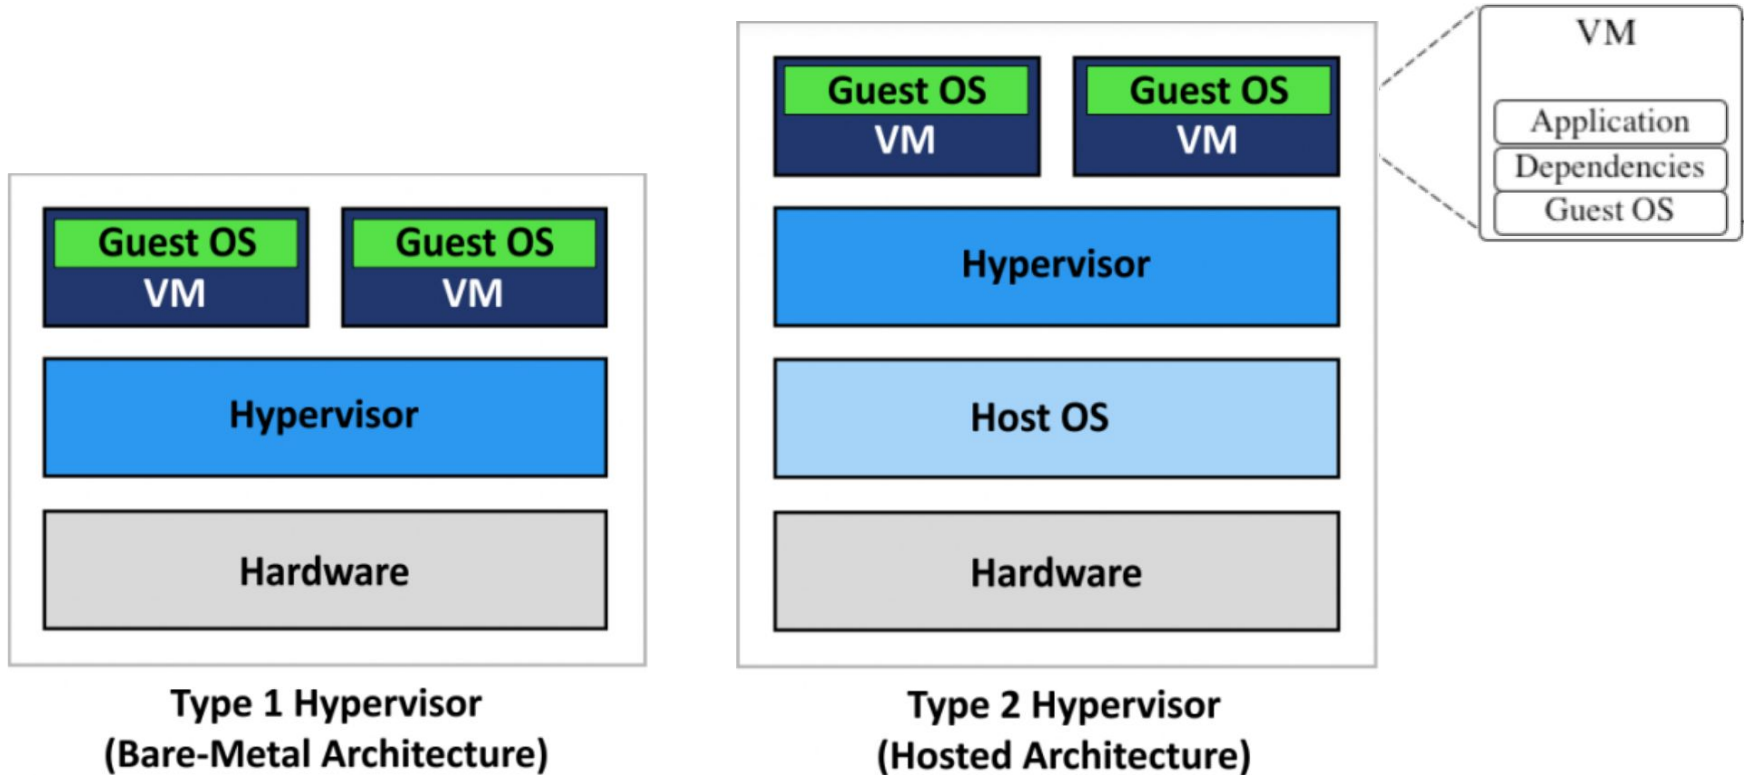 Guest OS
VM
Guest OS
VM
Hypervisor
Hardware
Type 1 Hypervisor
(Bare-Metal Architecture)
Guest OS
VM
Guest OS
VM
Hypervisor
Host OS
Hardware
Type 2 Hypervisor
(Hosted Architecture)
VM
Application
Dependencies
Guest OS